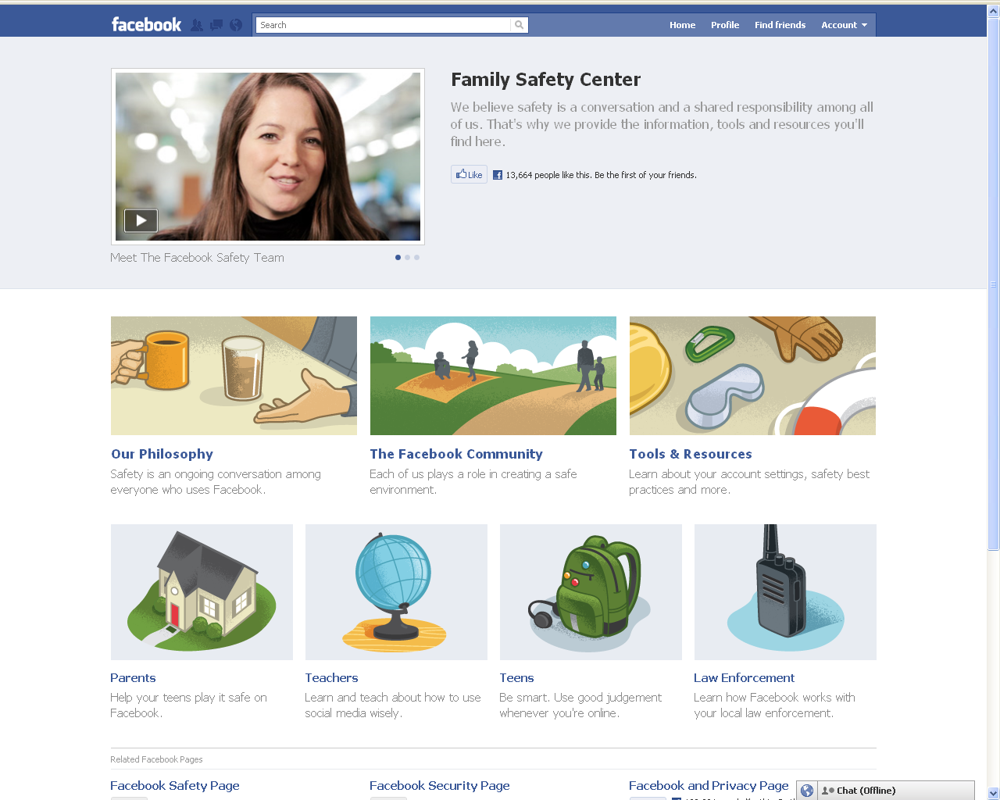 facebook
Search
Home Profile Find friends Account
Family Safety Center
We believe safety is a conversation and a shared responsibility among all
of us. That's why we provide the information, tools and resources you'll
find here.
Like 13,664 people like this. Be the first of your friends.
Meet The Facebook Safety Team
Our Philosophy
Safety is an ongoing conversation among
everyone who uses Facebook.
The Facebook Community
Each of us plays a role in creating a safe
environment.
Tools & Resources
Learn about your account settings, safety best
practices and more.
Parents
Help your teens play it safe on
Facebook.
Teachers
Learn and teach about how to use
social media wisely.
Teens
Be smart. Use good judgement
whenever you're online.
Law Enforcement
Learn how Facebook works with
your local law enforcement.
Related Facebook Pages
Facebook Safety Page
Facebook Security Page
Facebook and Privacy Page
Chat (Offline)